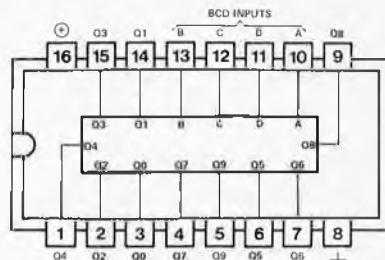 BCD INPUTS
⊕ Q3 Q1 B C D A Q8
16 15 14 13 12 11 10 9
Q3 Q1 B C D A
Q4 Q8
Q2 Q0 Q7 Q9 Q5 Q6
1 2 3 4 5 6 7 8
Q4 Q2 Q0 Q7 Q9 Q5 Q6